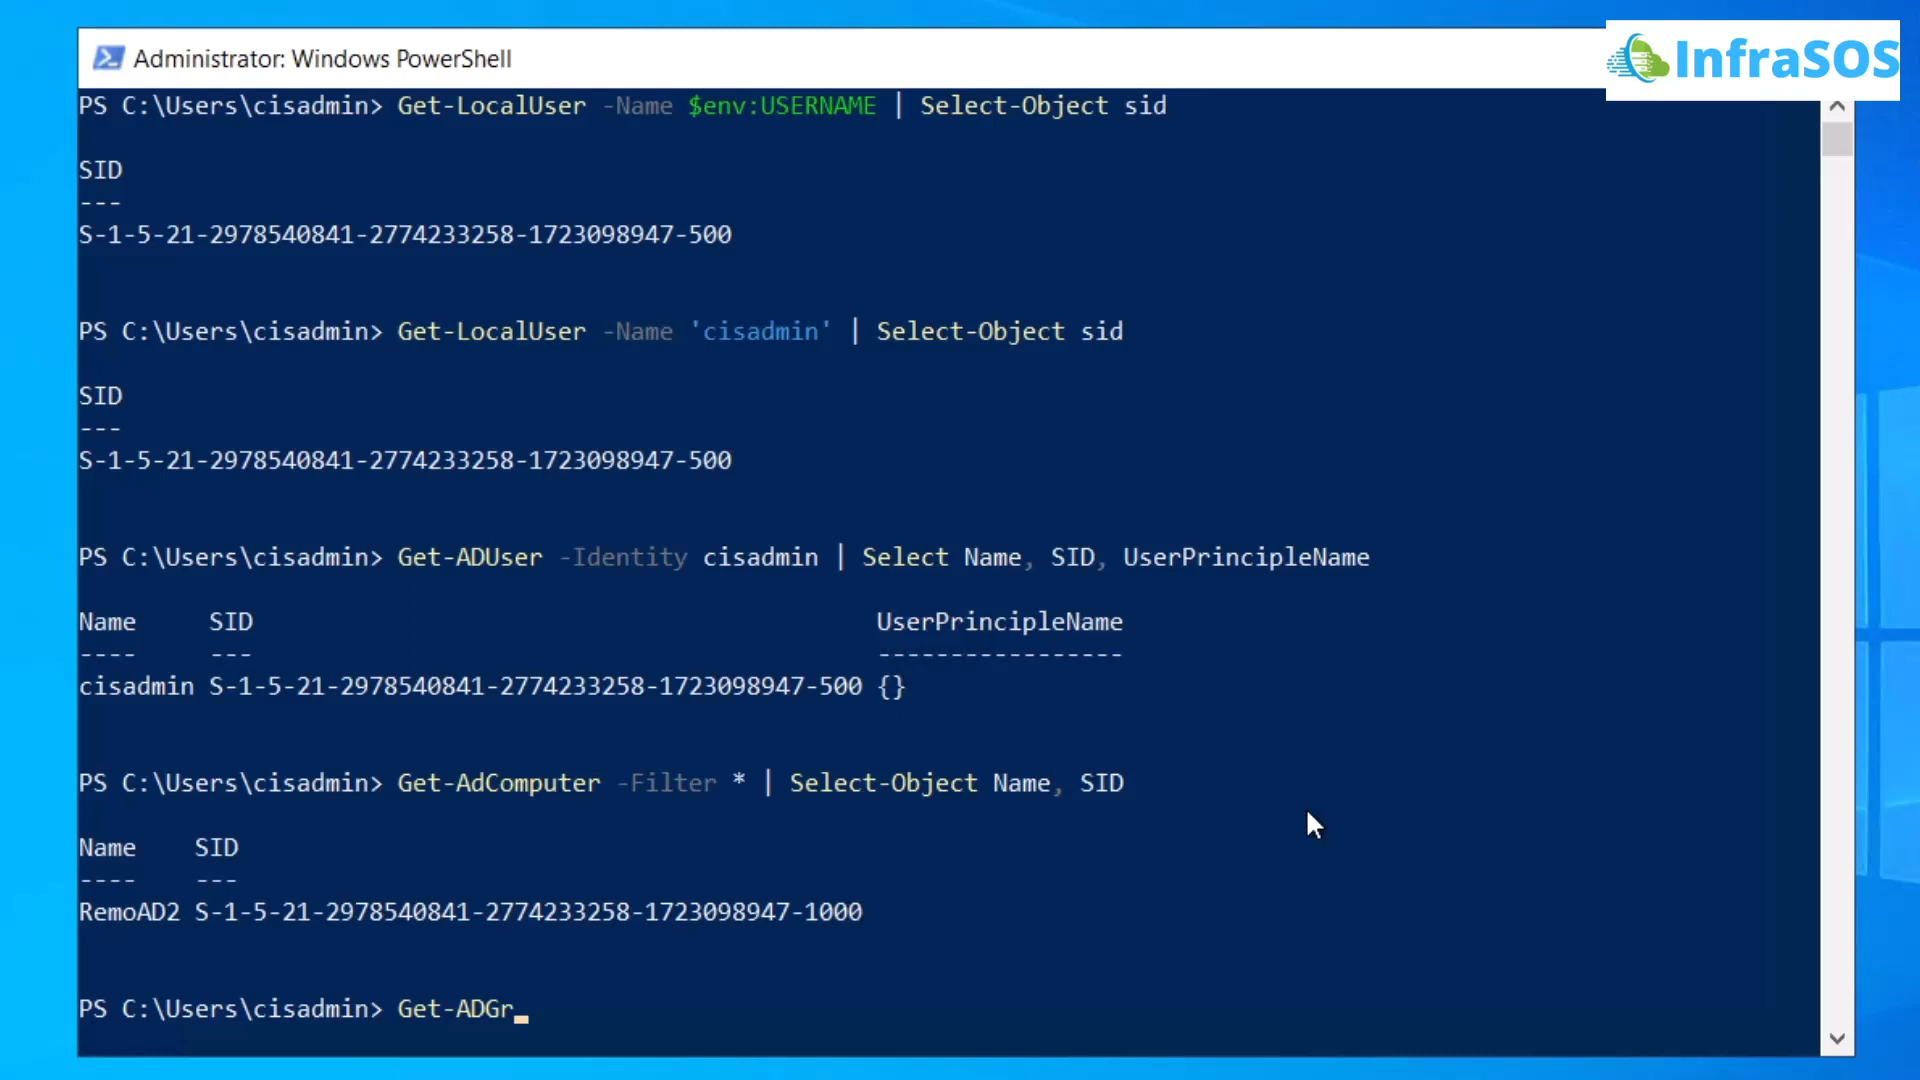 Administrator: Windows PowerShell
InfraSOS
PS C:\Users\cisadmin> Get-LocalUser -Name $env:USERNAME | Select-Object sid
SID
---
S-1-5-21-2978540841-2774233258-1723098947-500
PS C:\Users\cisadmin> Get-LocalUser -Name 'cisadmin' | Select-Object sid
SID
---
S-1-5-21-2978540841-2774233258-1723098947-500
PS C:\Users\cisadmin> Get-ADUser -Identity cisadmin | Select Name, SID, UserPrincipleName
Name     SID                                           UserPrincipleName
----     ---                                           -----------------
cisadmin S-1-5-21-2978540841-2774233258-1723098947-500 {}
PS C:\Users\cisadmin> Get-AdComputer -Filter * | Select-Object Name, SID
Name    SID
----    ---
RemoAD2 S-1-5-21-2978540841-2774233258-1723098947-1000
PS C:\Users\cisadmin> Get-ADGr_